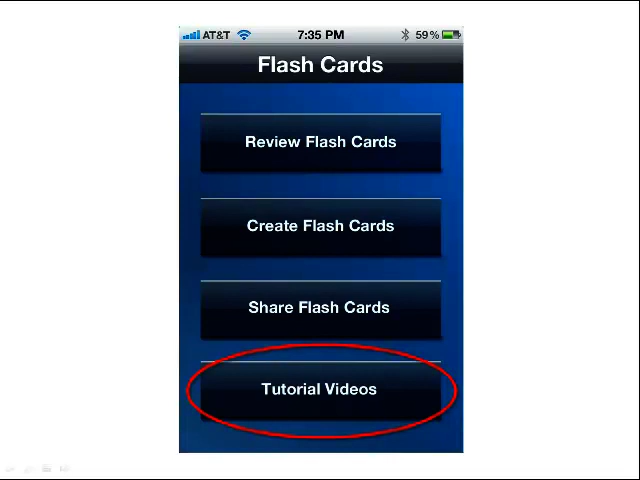 AT&T 7:35 PM 59%
Flash Cards
Review Flash Cards
Create Flash Cards
Share Flash Cards
Tutorial Videos